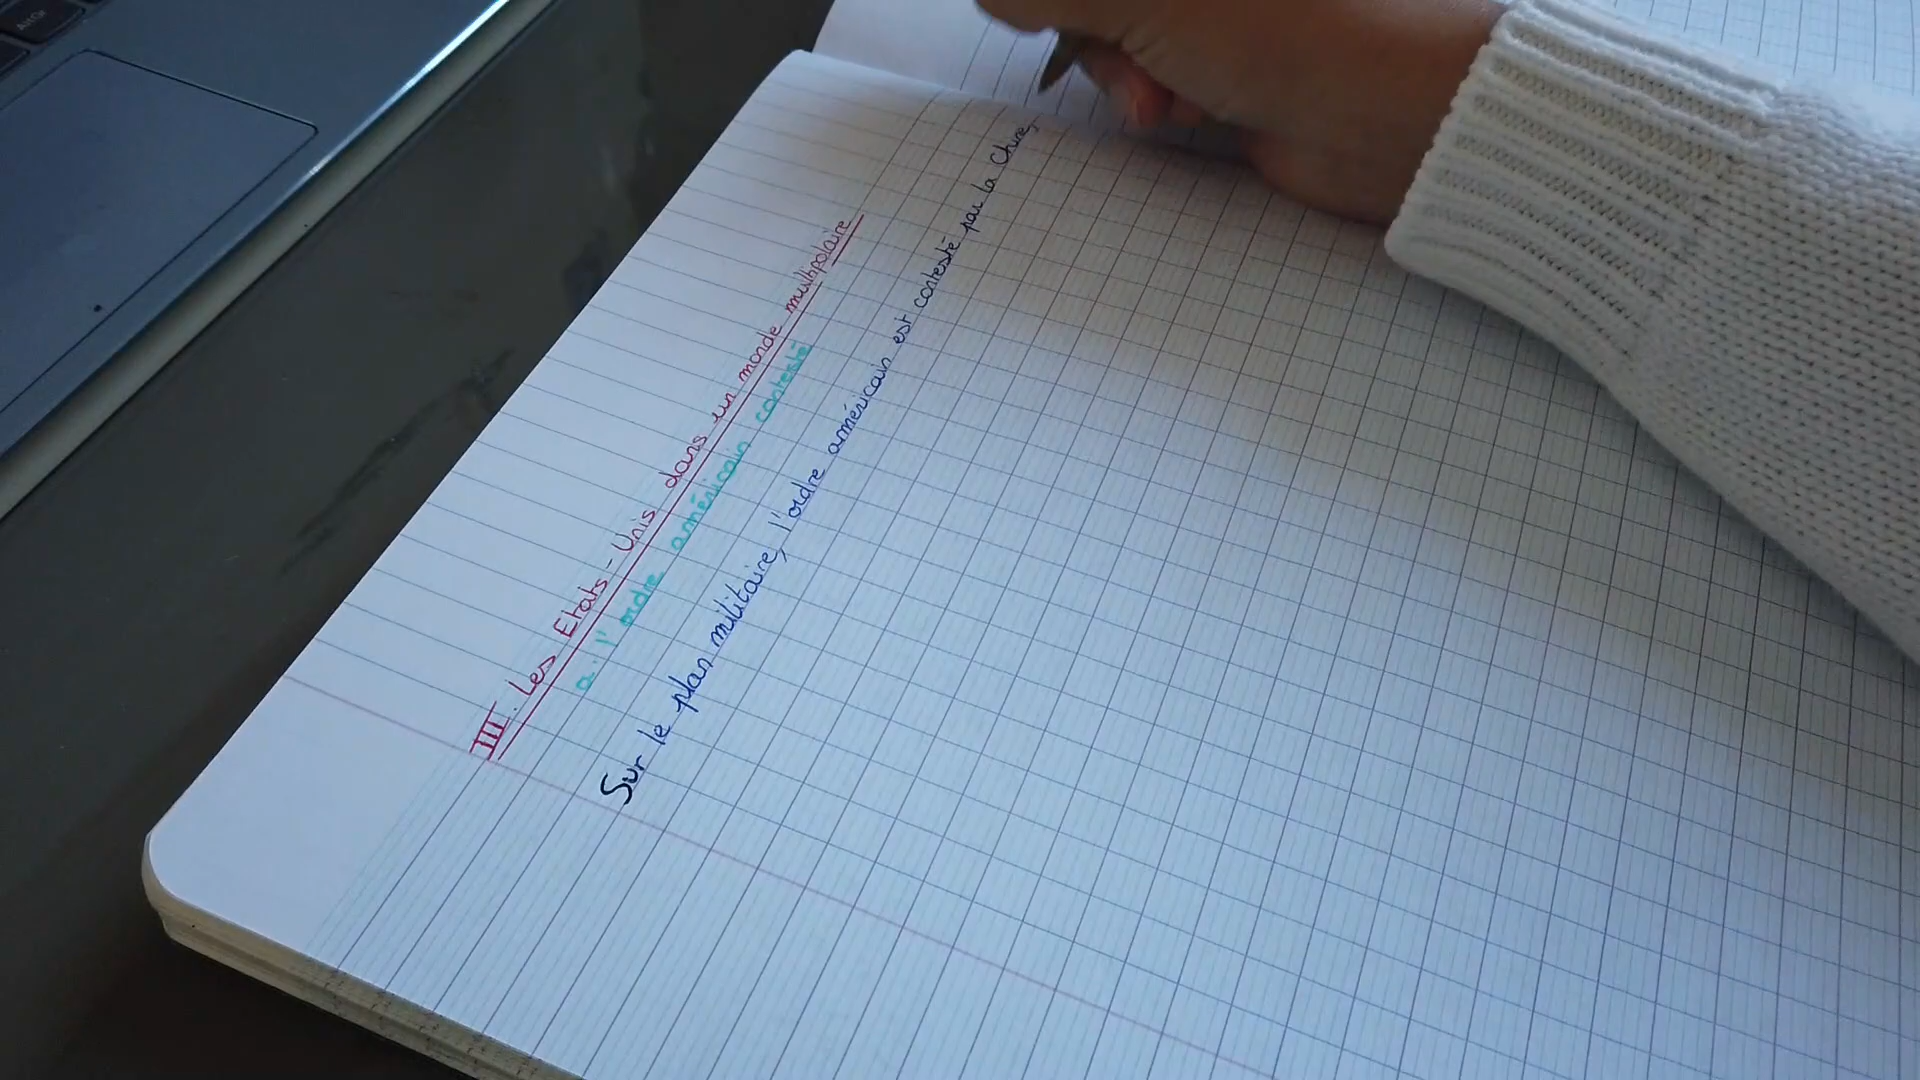 AltGr
III. Les Etats-Unis dans un monde multipolaire
a. l'ordre américain contesté
Sur le plan militaire, l'ordre américain est contesté par la Chine,